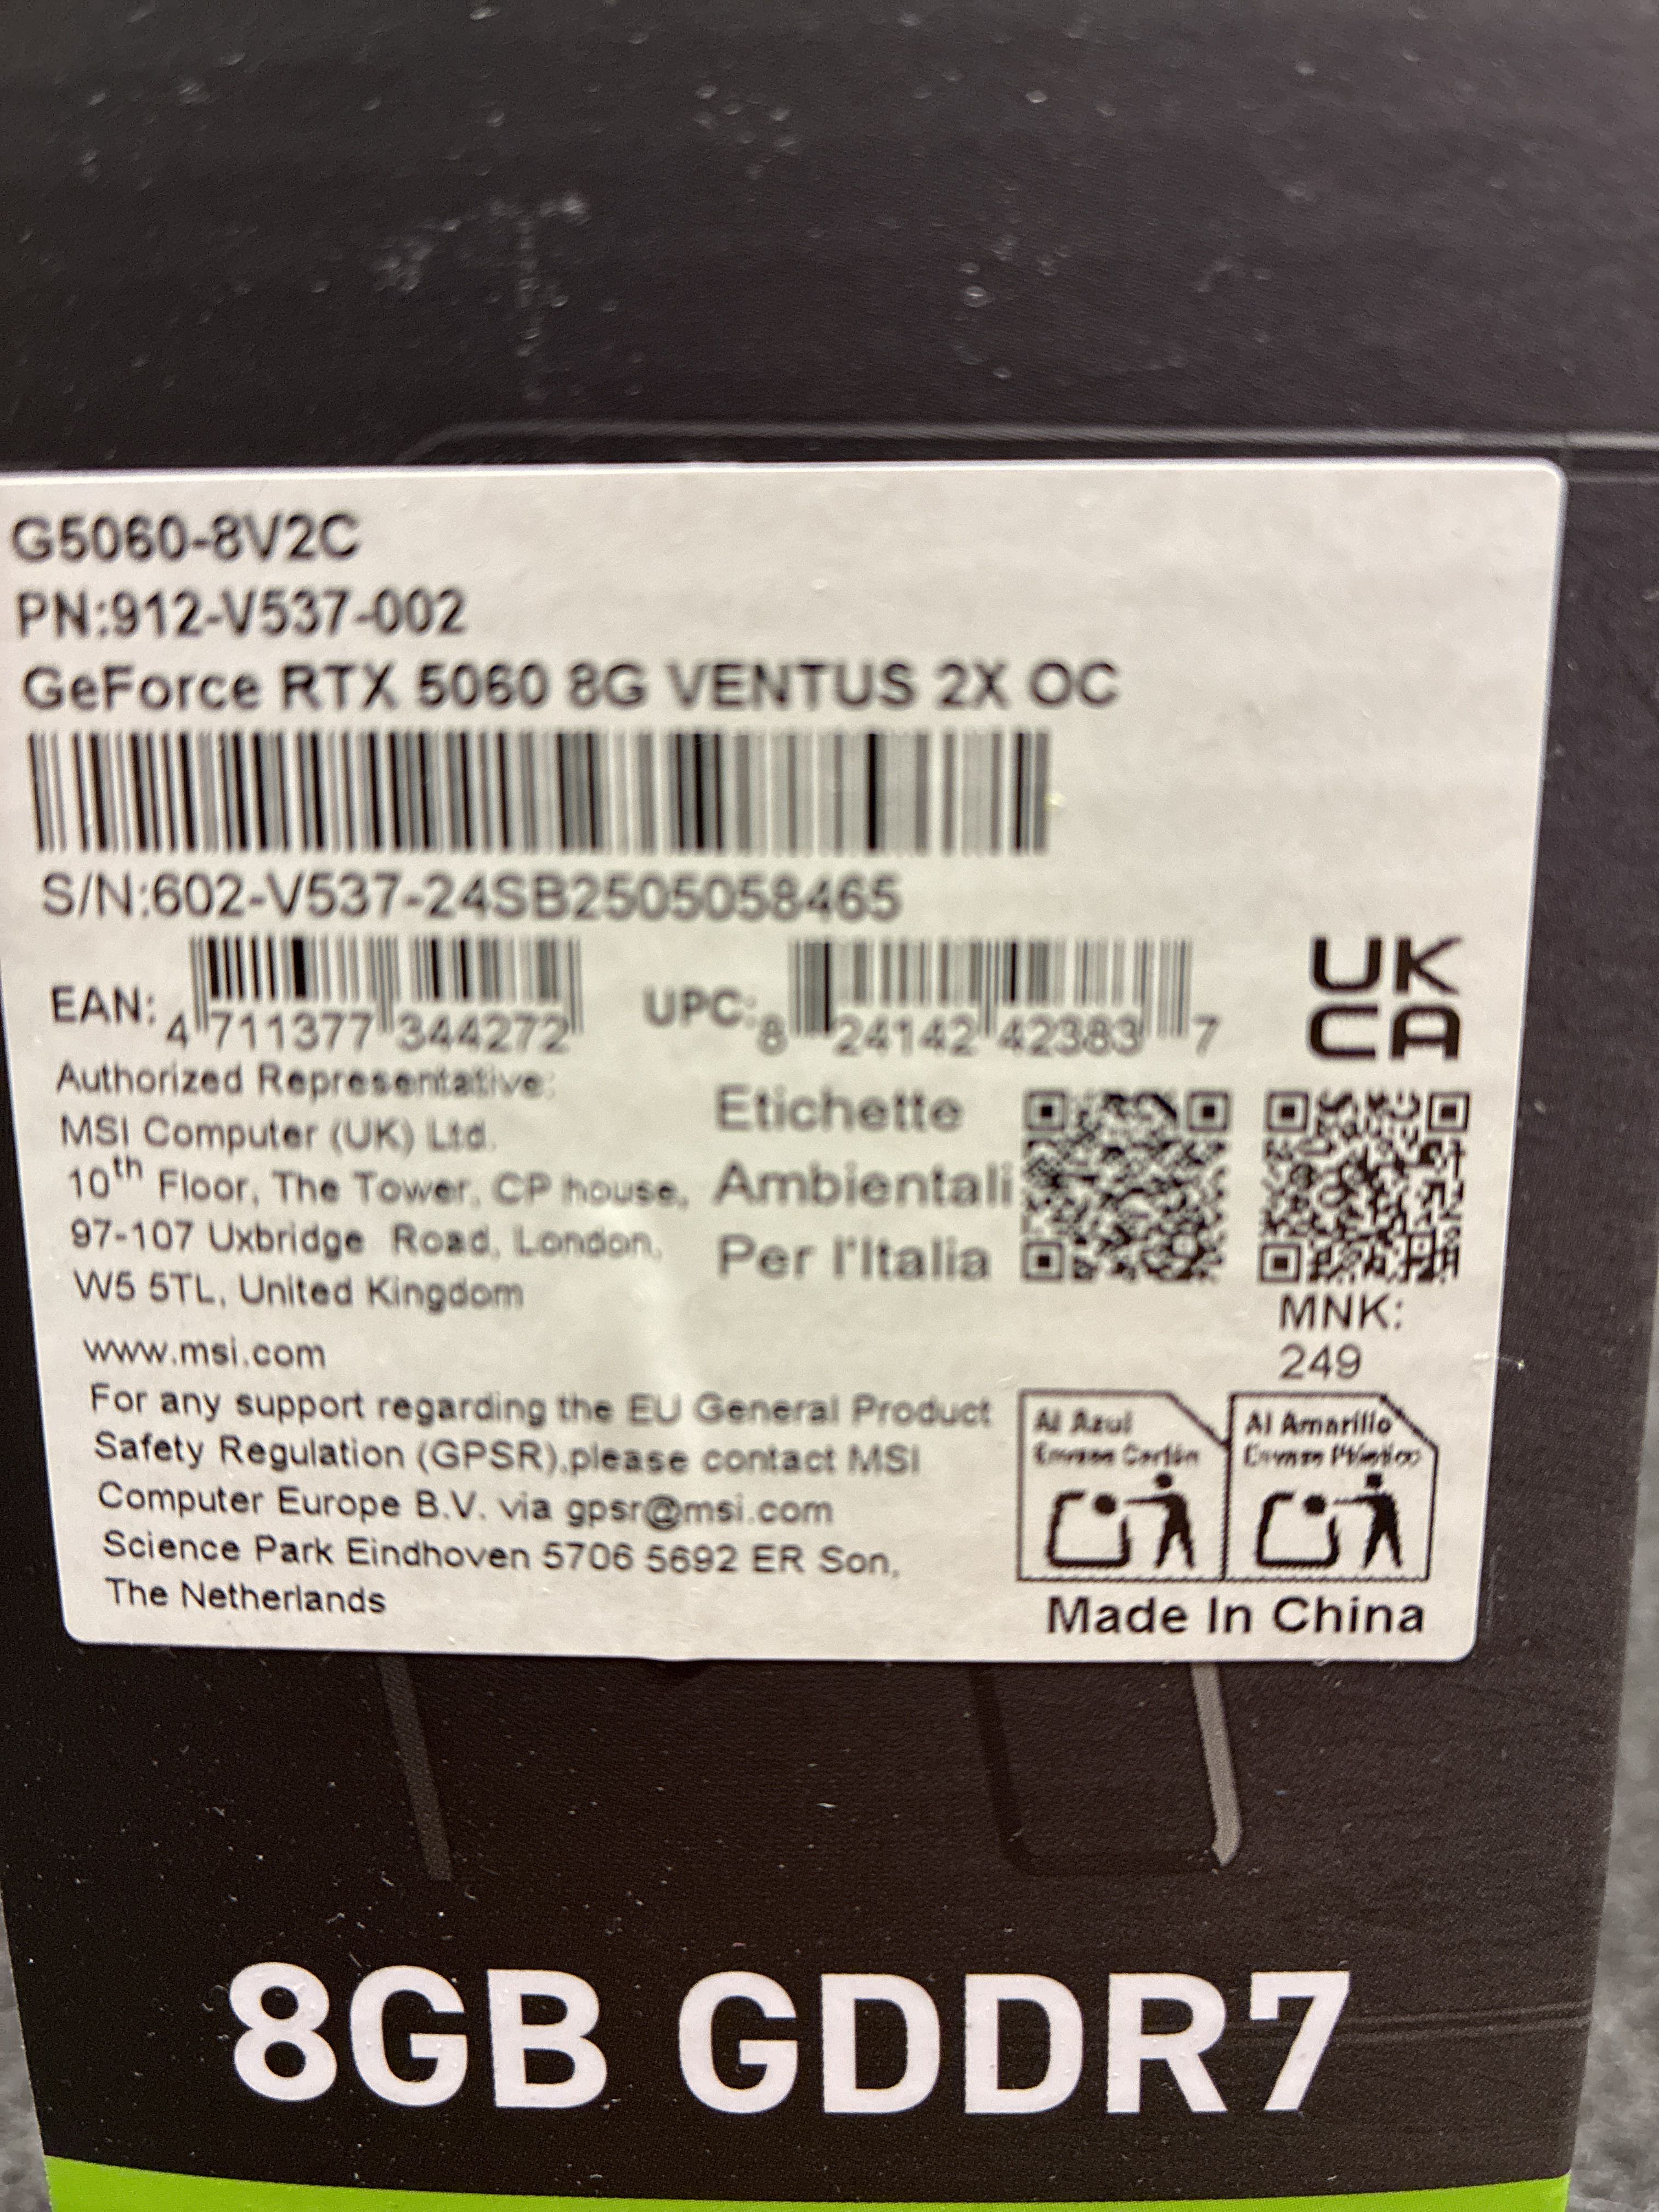 G5060-8V2C
PN:912-V537-002
GeForce RTX 5060 8G VENTUS 2X OC
S/N:602-V537-24SB2505058465
EAN: 4 711377 344272 UPC: 8 24142 42383 7
UK
CA
Authorized Representative:
MSI Computer (UK) Ltd.
10th Floor, The Tower, CP house,
97-107 Uxbridge Road, London,
W5 5TL, United Kingdom
Etichette
Ambientali
Per l'Italia
MNK:
249
www.msi.com
For any support regarding the EU General Product
Safety Regulation (GPSR),please contact MSI
Computer Europe B.V. via gpsr@msi.com
Science Park Eindhoven 5706 5692 ER Son,
The Netherlands
Al Azul
Envase Cartón
Al Amarillo
Envase Plástico
Made In China
8GB GDDR7